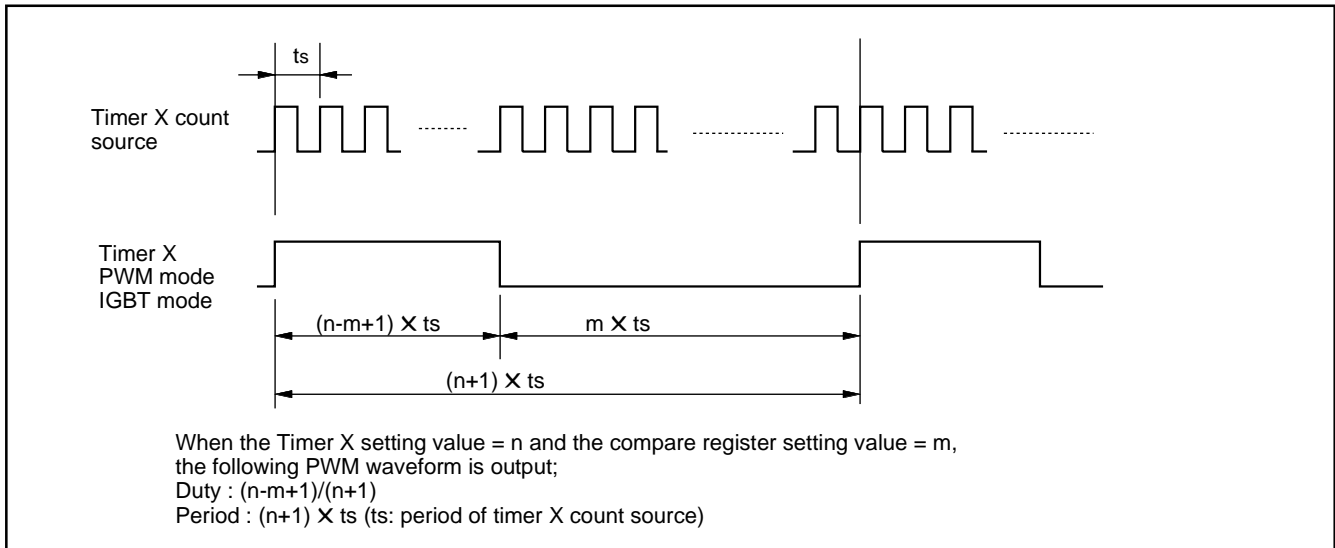 ts
Timer X count
source
Timer X
PWM mode
IGBT mode
(n-m+1) X ts
m X ts
(n+1) X ts
When the Timer X setting value = n and the compare register setting value = m,
the following PWM waveform is output;
Duty : (n-m+1)/(n+1)
Period : (n+1) X ts (ts: period of timer X count source)